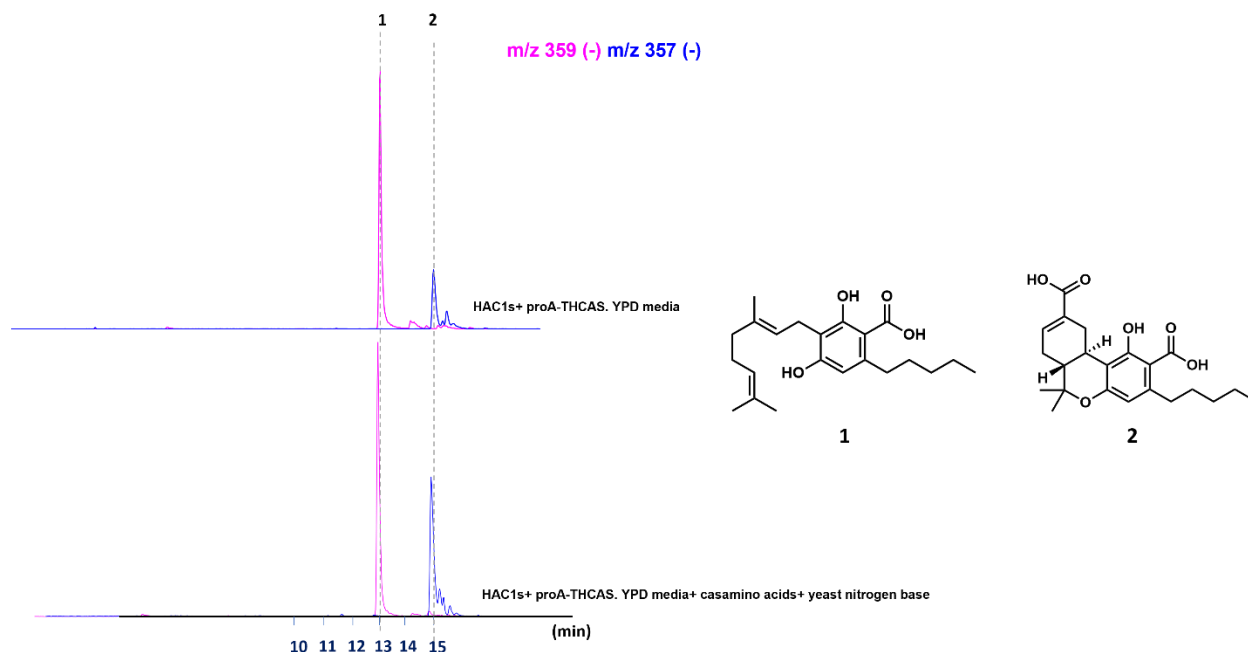 1 2
m/z 359 (-) m/z 357 (-)
HAC1s+ proA-THCAS. YPD media
OH O
OH
HO
1
HO O
H OH O
OH
H
O
2
HAC1s+ proA-THCAS. YPD media+ casamino acids+ yeast nitrogen base
(min)
10 11 12 13 14 15